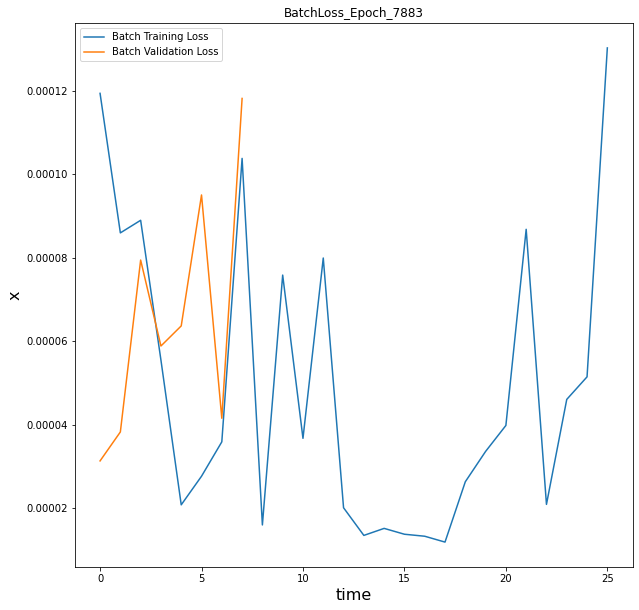 BatchLoss_Epoch_7883
Batch Training Loss
Batch Validation Loss
0.00012
0.00010
0.00008
0.00006
0.00004
0.00002
x
0 5 10 15 20 25
time